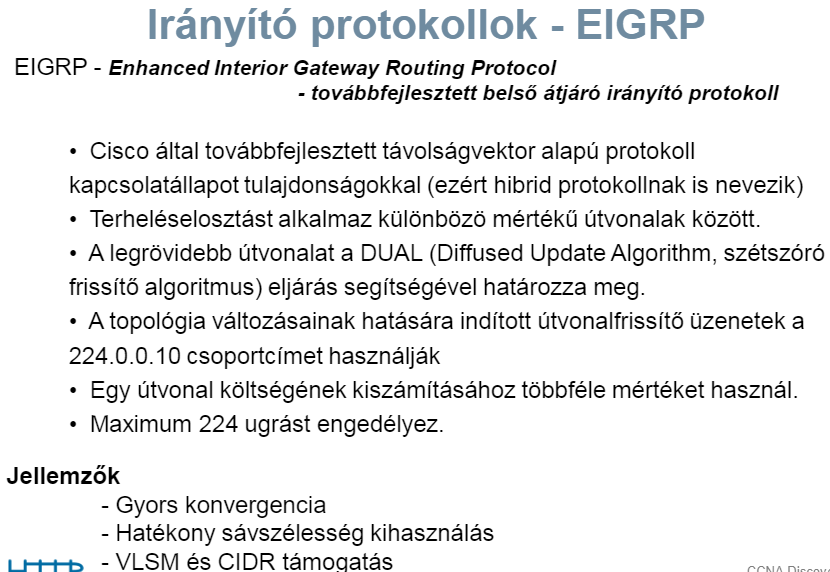 Irányító protokollok - EIGRP
EIGRP - Enhanced Interior Gateway Routing Protocol
- továbbfejlesztett belső átjáró irányító protokoll
• Cisco által továbbfejlesztett távolságvektor alapú protokoll
kapcsolatállapot tulajdonságokkal (ezért hibrid protokollnak is nevezik)
• Terheléselosztást alkalmaz különböző mértékű útvonalak között.
• A legrövidebb útvonalat a DUAL (Diffused Update Algorithm, szétszóró
frissítő algoritmus) eljárás segítségével határozza meg.
• A topológia változásainak hatására indított útvonalfrissítő üzenetek a
224.0.0.10 csoportcímet használják
• Egy útvonal költségének kiszámításához többféle mértéket használ.
• Maximum 224 ugrást engedélyez.
Jellemzők
- Gyors konvergencia
- Hatékony sávszélesség kihasználás
- VLSM és CIDR támogatás
CCNA